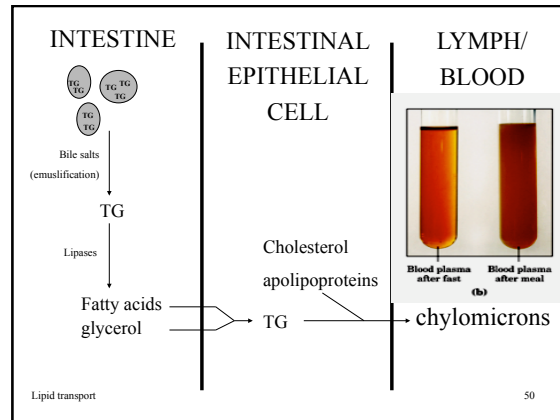 INTESTINE
TG
TG
TG TG
TG
TG
TG
Bile salts
(emuslification)
TG
Lipases
Fatty acids
glycerol
INTESTINAL
EPITHELIAL
CELL
Cholesterol
apolipoproteins
TG
LYMPH/
BLOOD
Blood plasma
after fast
Blood plasma
after meal
(b)
chylomicrons
Lipid transport
50